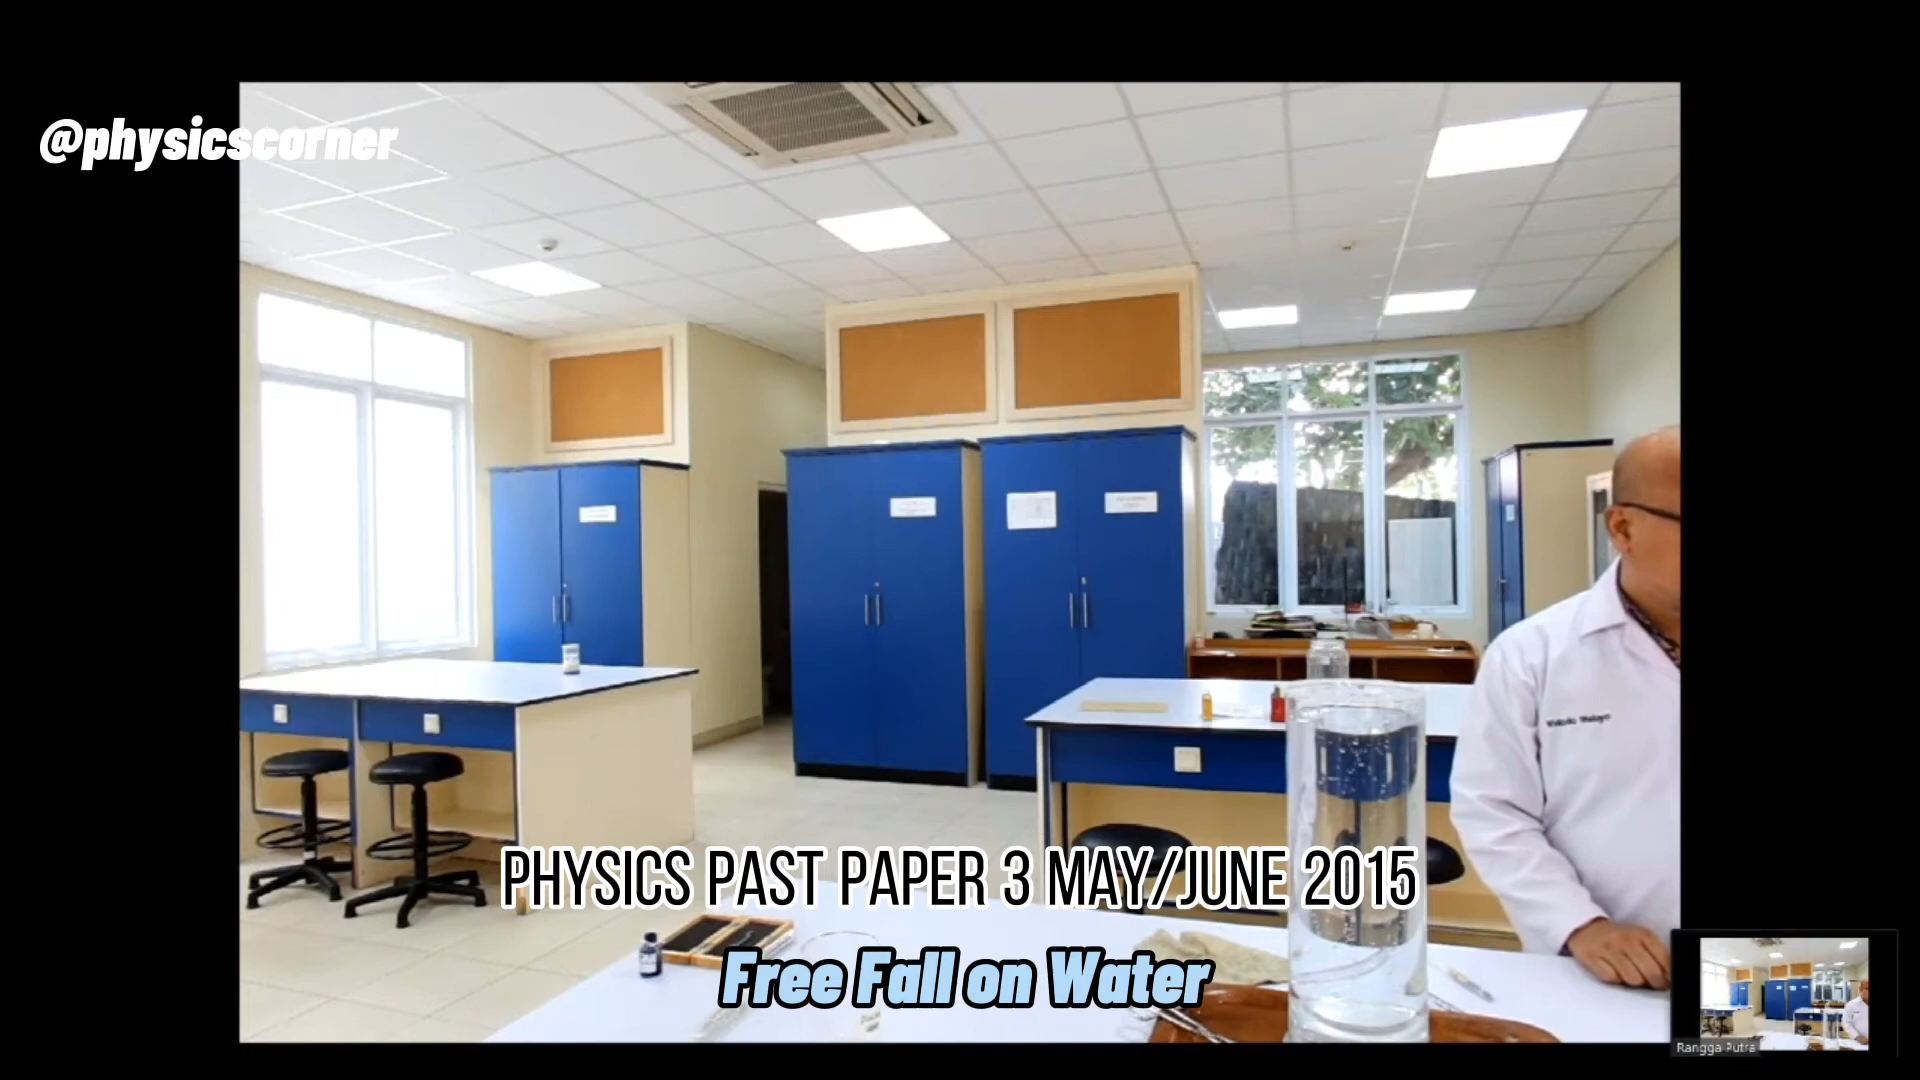 @physicscorner
PHYSICS PAST PAPER 3 MAY/JUNE 2015
Free Fall on Water
Rangga Putra